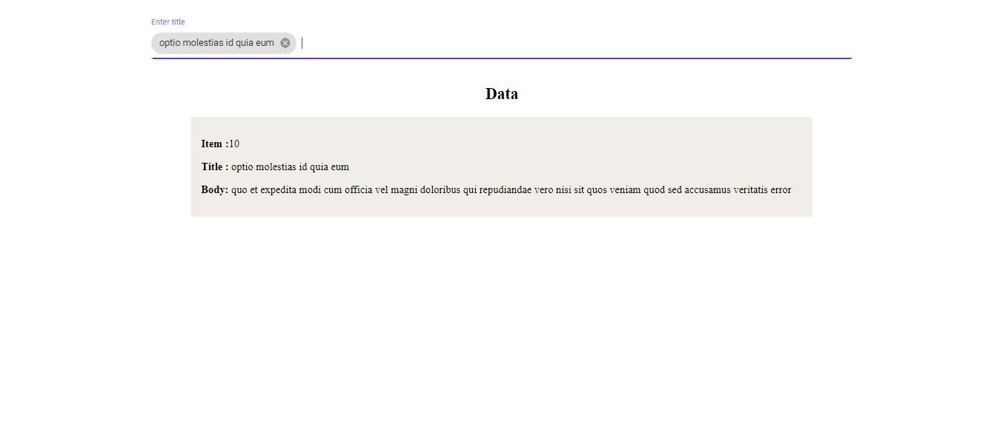 Enter title
optio molestias id quia eum
Data
Item :10
Title : optio molestias id quia eum
Body: quo et expedita modi cum officia vel magni doloribus qui repudiandae vero nisi sit quos veniam quod sed accusamus veritatis error